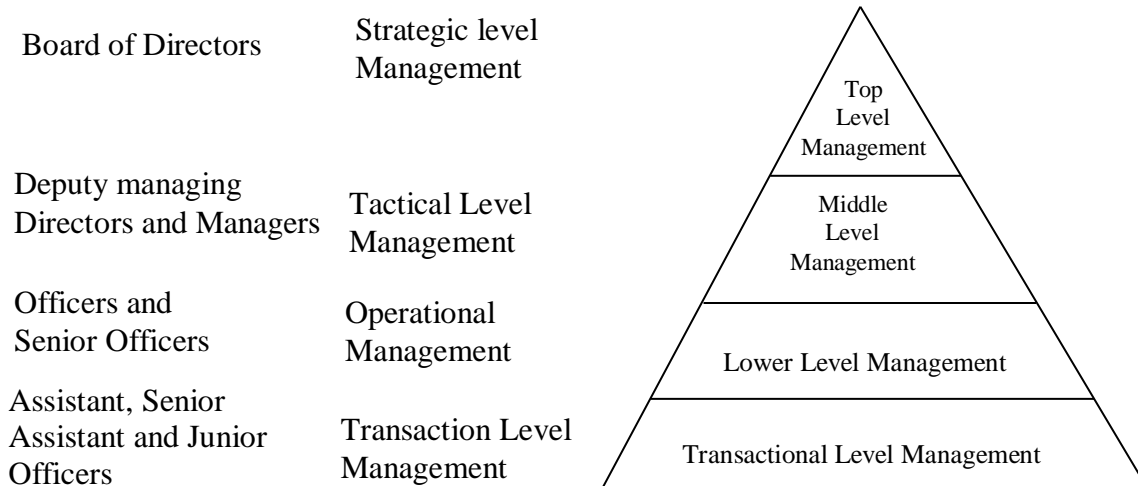 Board of Directors
Strategic level
Management
Top
Level
Management
Deputy managing
Directors and Managers
Tactical Level
Management
Middle
Level
Management
Officers and
Senior Officers
Operational
Management
Lower Level Management
Assistant, Senior
Assistant and Junior
Officers
Transaction Level
Management
Transactional Level Management